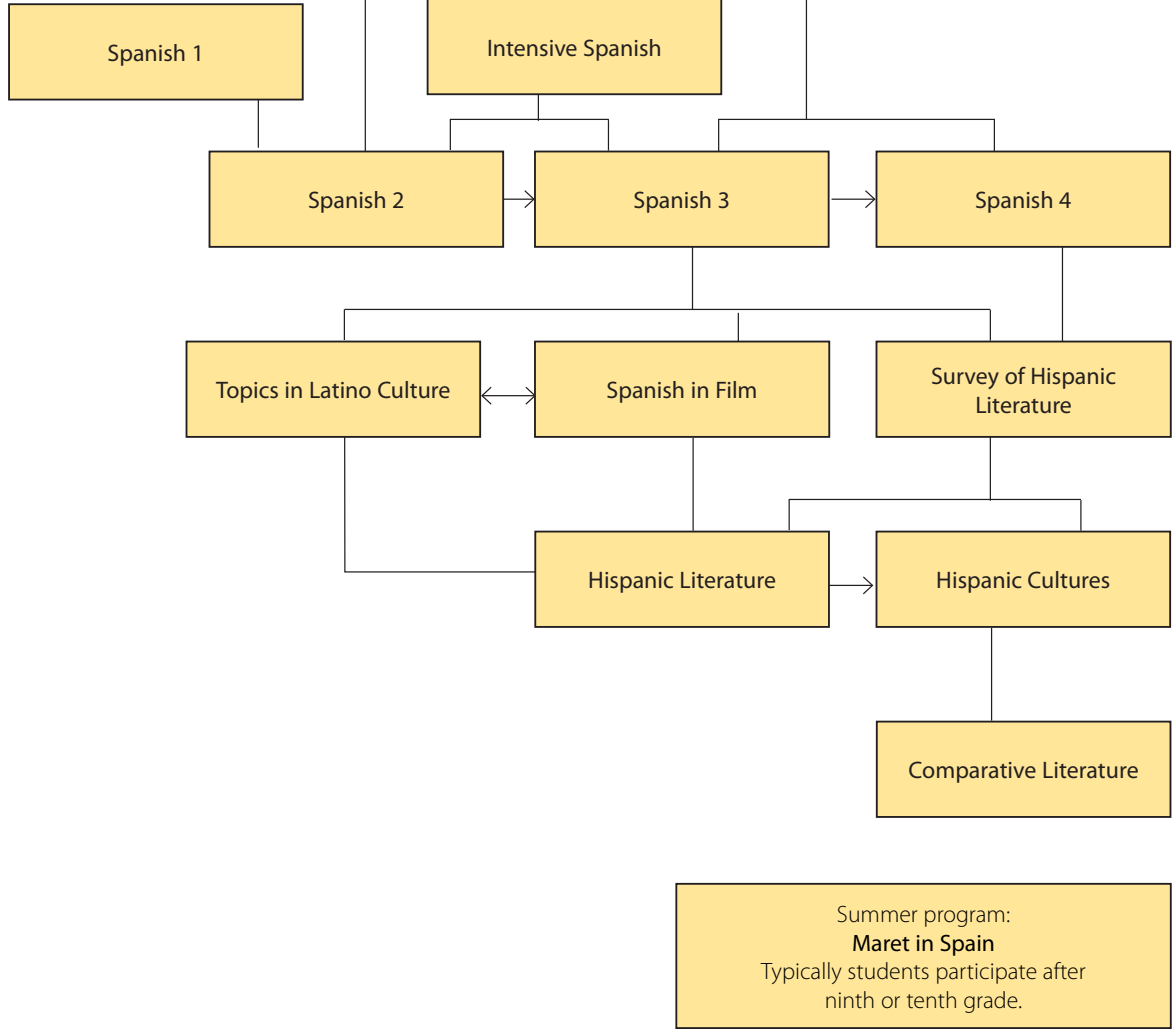 Spanish 1
Intensive Spanish
Spanish 2
Spanish 3
Spanish 4
Topics in Latino Culture
Spanish in Film
Survey of Hispanic
Literature
Hispanic Literature
Hispanic Cultures
Comparative Literature
Summer program:
Maret in Spain
Typically students participate after
ninth or tenth grade.